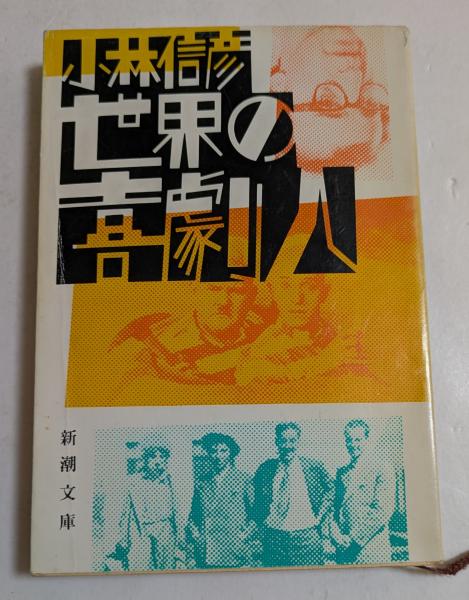 小林信彦
世界の
喜劇人
新潮文庫